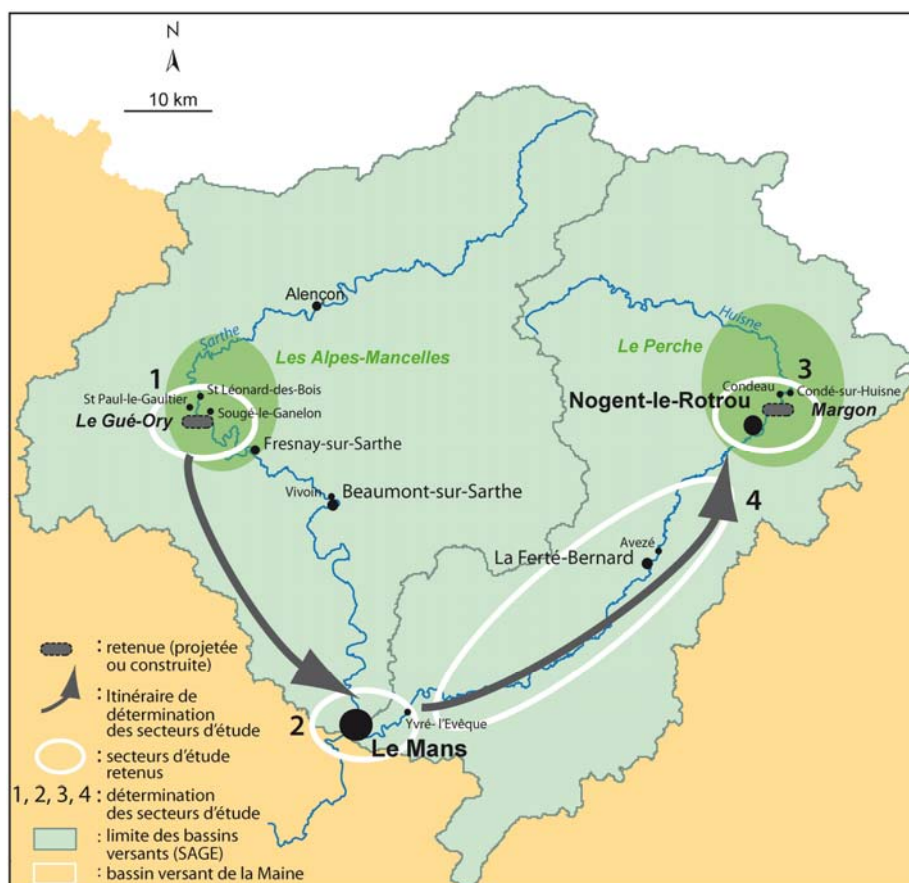 N
10 km
Alençon
Sarthe
Huisne
Les Alpes-Mancelles
Le Perche
1
3
St Léonard-des-Bois
St Paul-le-Gaultier
Condeau
Condé-sur-Huisne
Le Gué-Ory
Sougé-le-Ganelon
Nogent-le-Rotrou
Margon
Fresnay-sur-Sarthe
Vivoin
Beaumont-sur-Sarthe
4
Avezé
La Ferté-Bernard
2
Yvré- l'Evêque
Le Mans
: retenue (projetée
ou construite)
: Itinéraire de
détermination
des secteurs d'étude
: secteurs d'étude
retenus
1, 2, 3, 4 : détermination
des secteurs d'étude
: limite des bassins
versants (SAGE)
: bassin versant de la Maine